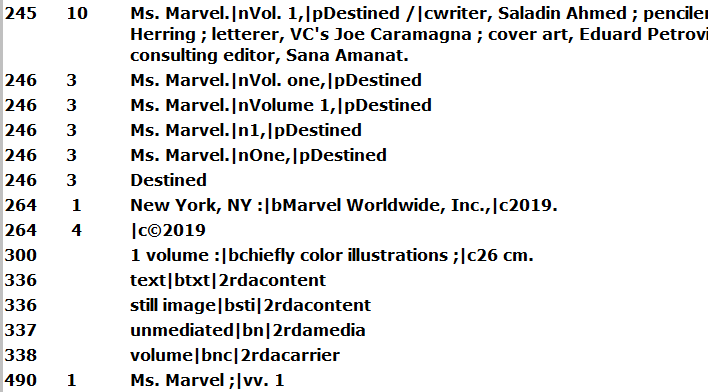 245 10 Ms. Marvel.|nVol. 1,|pDestined /|cwriter, Saladin Ahmed ; penciler
Herring ; letterer, VC's Joe Caramagna ; cover art, Eduard Petrovi
consulting editor, Sana Amanat.
246 3 Ms. Marvel.|nVol. one,|pDestined
246 3 Ms. Marvel.|nVolume 1,|pDestined
246 3 Ms. Marvel.|n1,|pDestined
246 3 Ms. Marvel.|nOne,|pDestined
246 3 Destined
264 1 New York, NY :|bMarvel Worldwide, Inc.,|c2019.
264 4 |c©2019
300 1 volume :|bchiefly color illustrations ;|c26 cm.
336 text|btxt|2rdacontent
336 still image|bsti|2rdacontent
337 unmediated|bn|2rdamedia
338 volume|bnc|2rdacarrier
490 1 Ms. Marvel ;|vv. 1